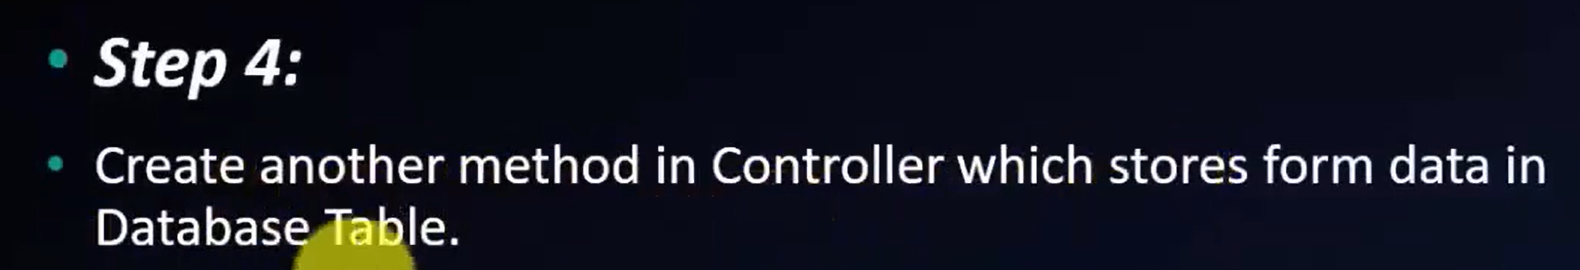 Step 4:
Create another method in Controller which stores form data in
Database Table.